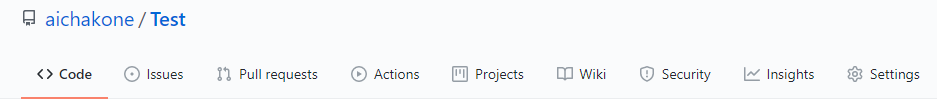 aichakone / Test
Code Issues Pull requests Actions Projects Wiki Security Insights Settings